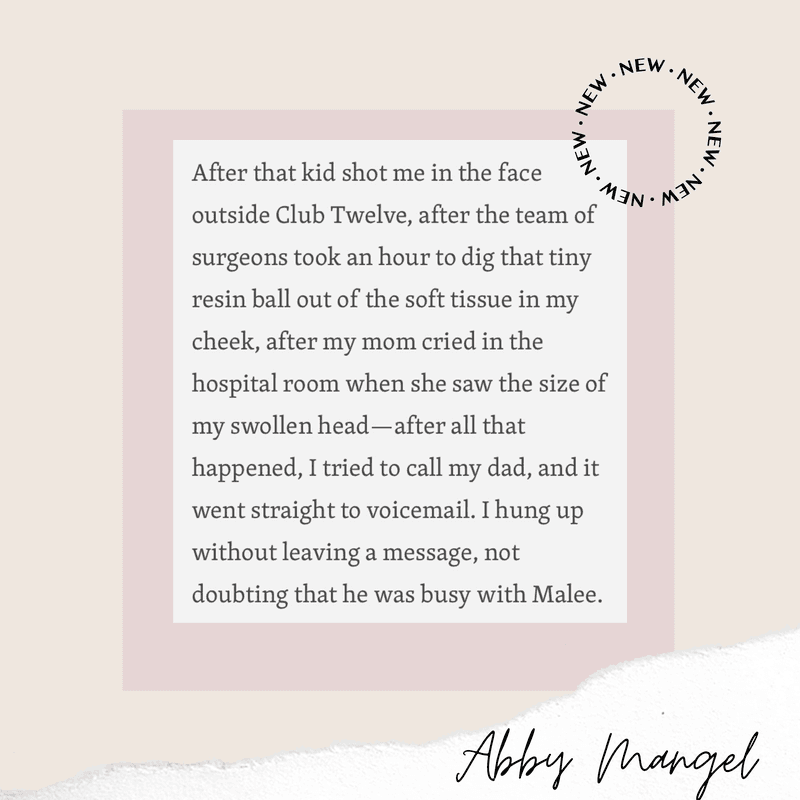 NEW · NEW · NEW · NEW · NEW · NEW · NEW ·
After that kid shot me in the face
outside Club Twelve, after the team of
surgeons took an hour to dig that tiny
resin ball out of the soft tissue in my
cheek, after my mom cried in the
hospital room when she saw the size of
my swollen head—after all that
happened, I tried to call my dad, and it
went straight to voicemail. I hung up
without leaving a message, not
doubting that he was busy with Malee.
Abby Mangel